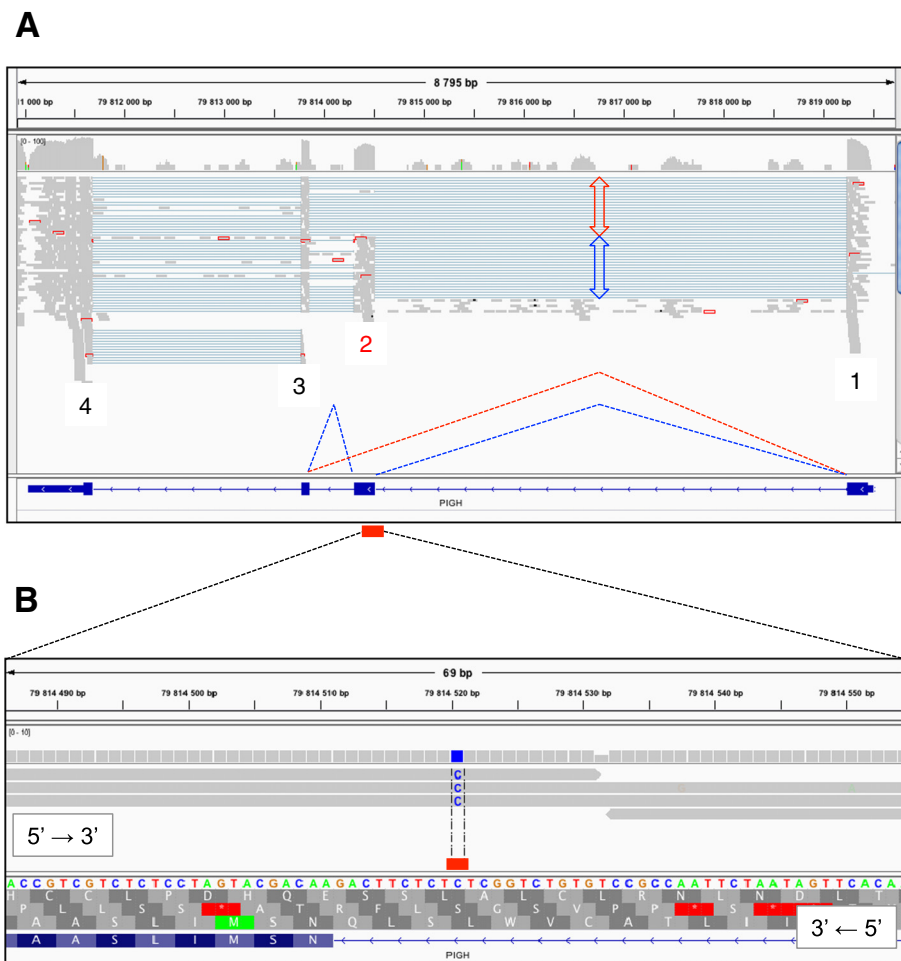 A
8 795 bp
11 000 bp 79 812 000 bp 79 813 000 bp 79 814 000 bp 79 815 000 bp 79 816 000 bp 79 817 000 bp 79 818 000 bp 79 819 000 bp
[0 - 100]
2
1
3
4
PIGH
B
69 bp
79 814 490 bp 79 814 500 bp 79 814 510 bp 79 814 520 bp 79 814 530 bp 79 814 540 bp 79 814 550 bp
[0 - 10]
C
C
C
5’ → 3’
A C C G T C G T C T C T C C T A G T A C G A C A A G A C T T C T C T C T C G G T C T G T G T C C G C C A A T T C T A A T A G T T C A C A
H C C L P D H Q E S S L A L C L R N L N D L T
P L L S S * A T R F L S G S V P P * S *
A A S L I M S N Q L S L W V C A T L I I
3’ ← 5’
A A S L I M S N
PIGH